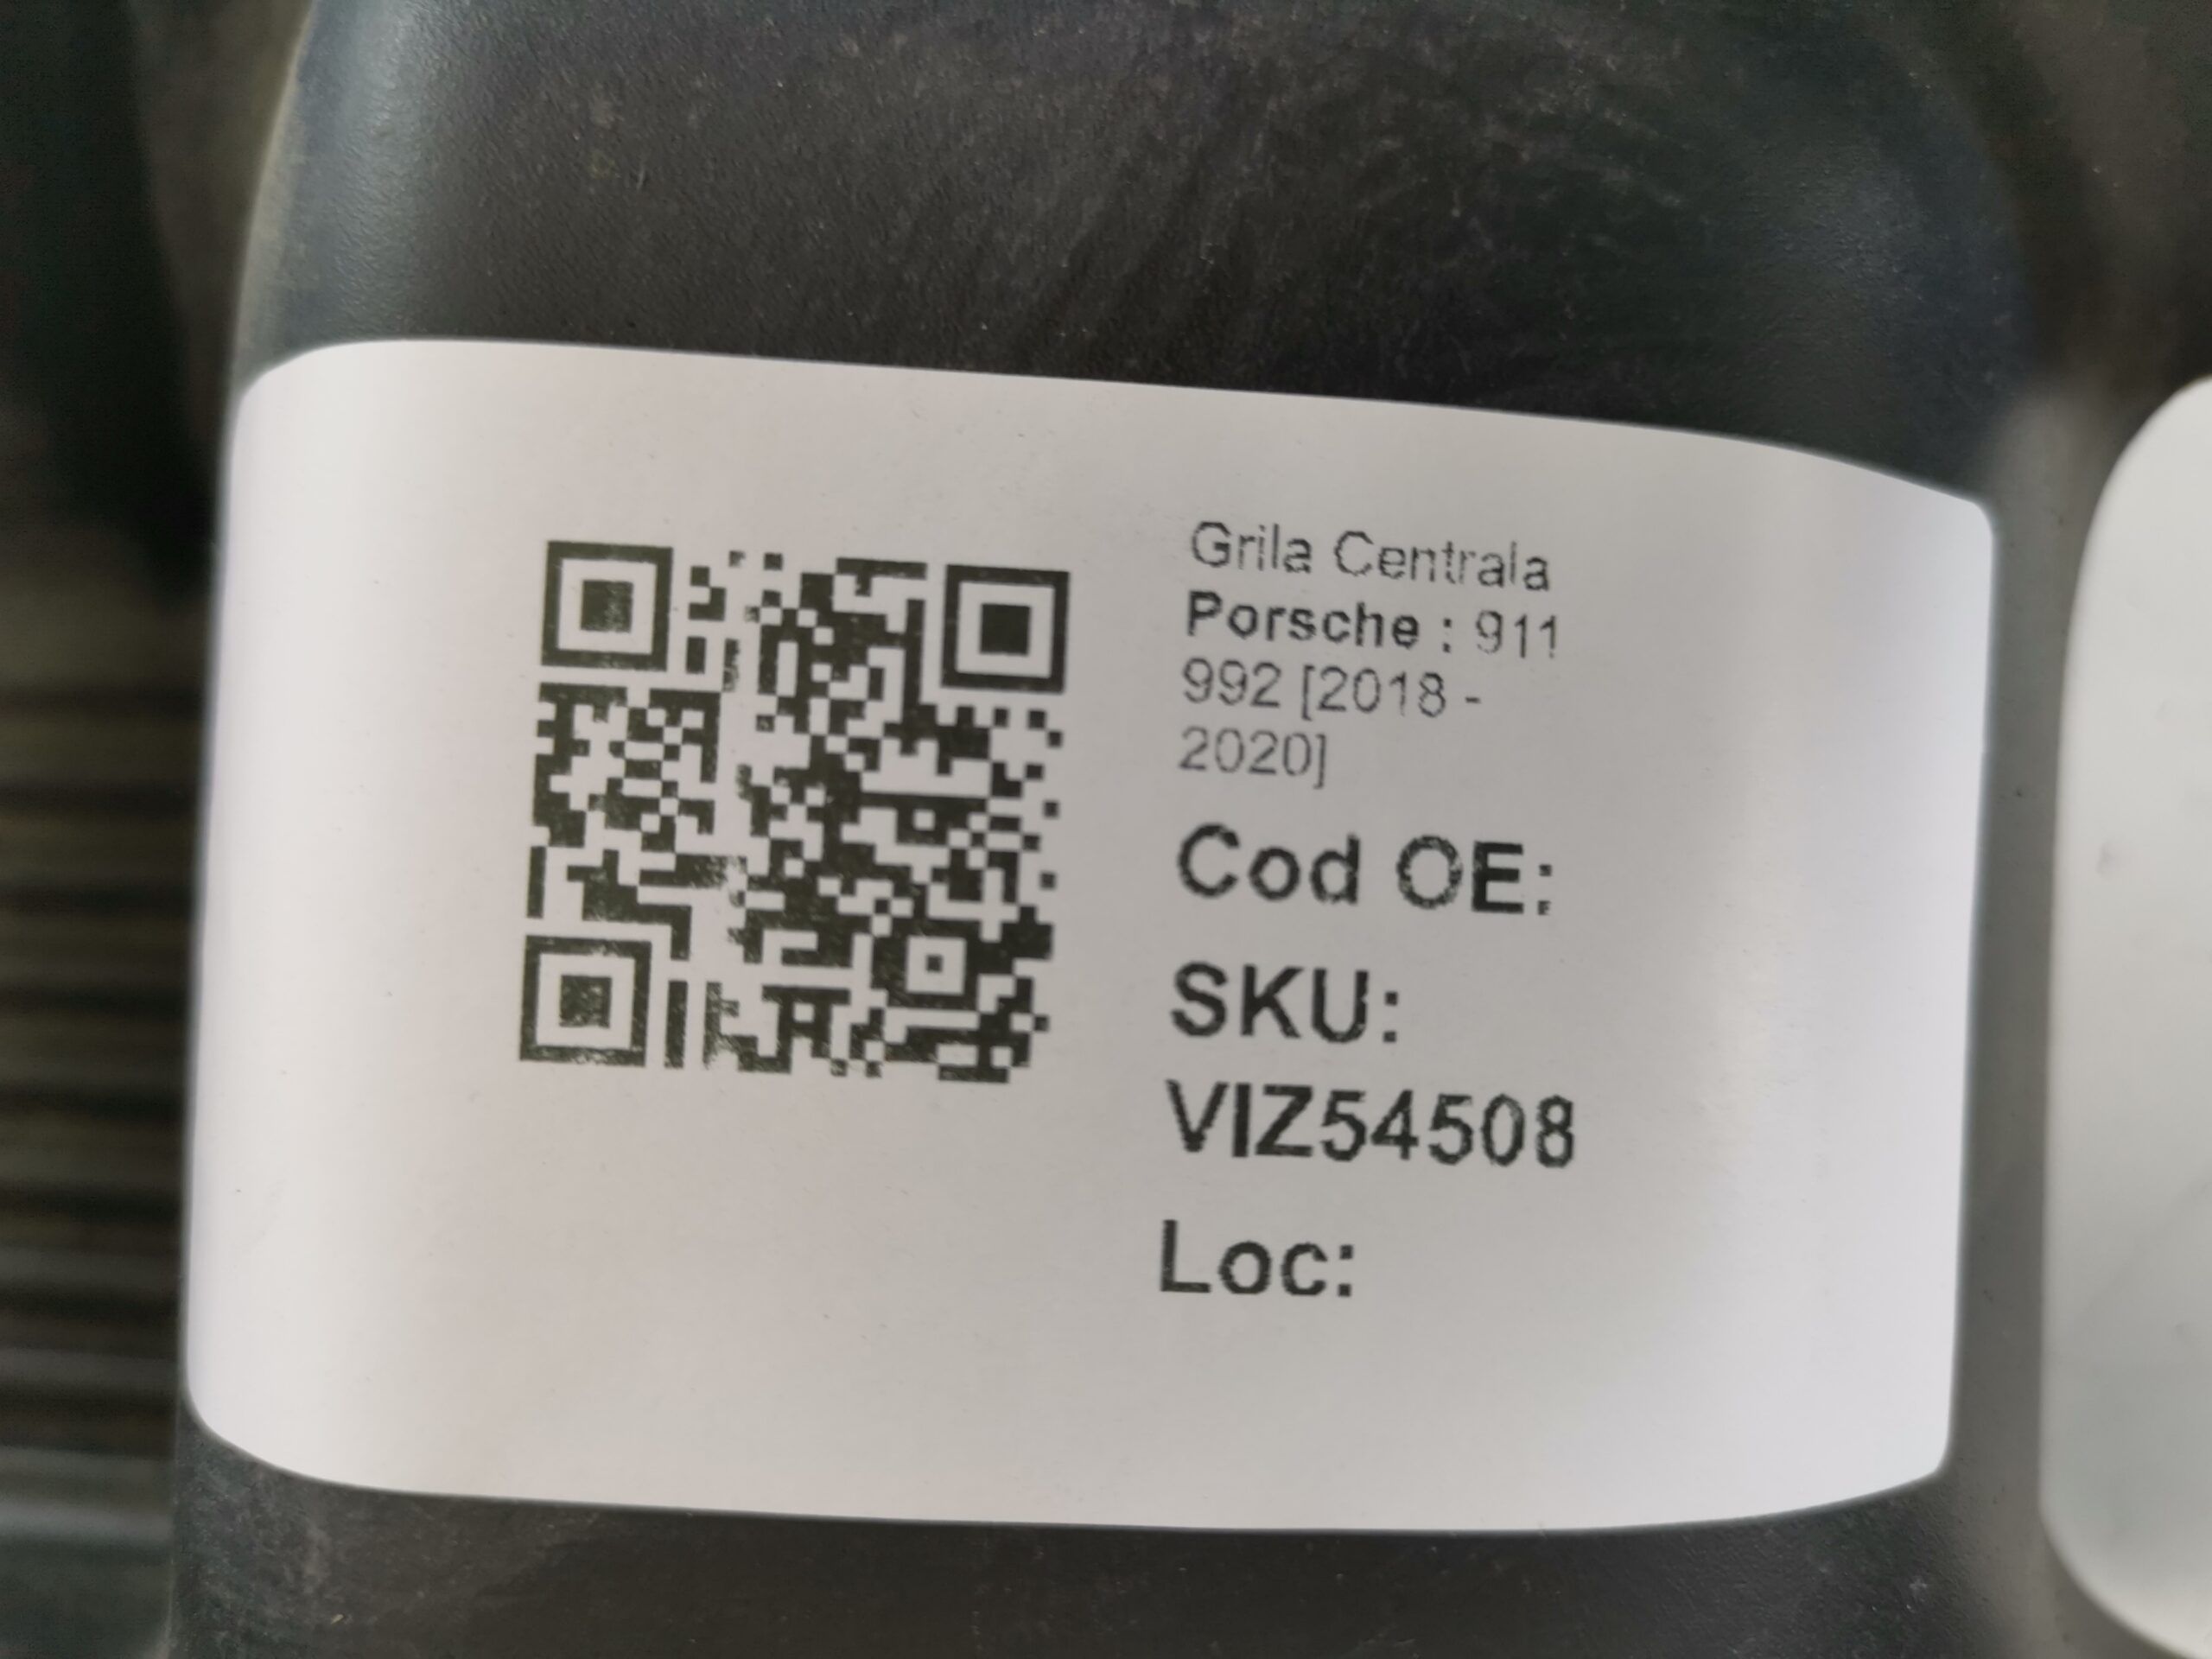 Grila Centrala
Porsche : 911
992 [2018 -
2020]
Cod OE:
SKU:
VIZ54508
Loc: